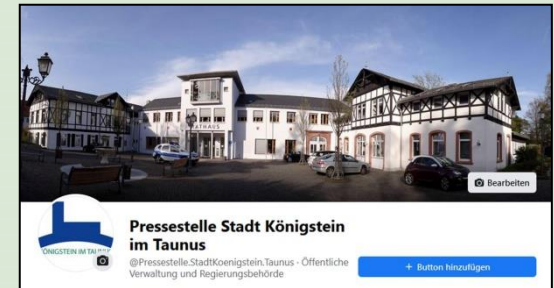 RATHAUS
Bearbeiten
KÖNIGSTEIN IM TAUNUS
Pressestelle Stadt Königstein
im Taunus
@Pressestelle.StadtKoenigstein.Taunus - Öffentliche
Verwaltung und Regierungsbehörde
+ Button hinzufügen